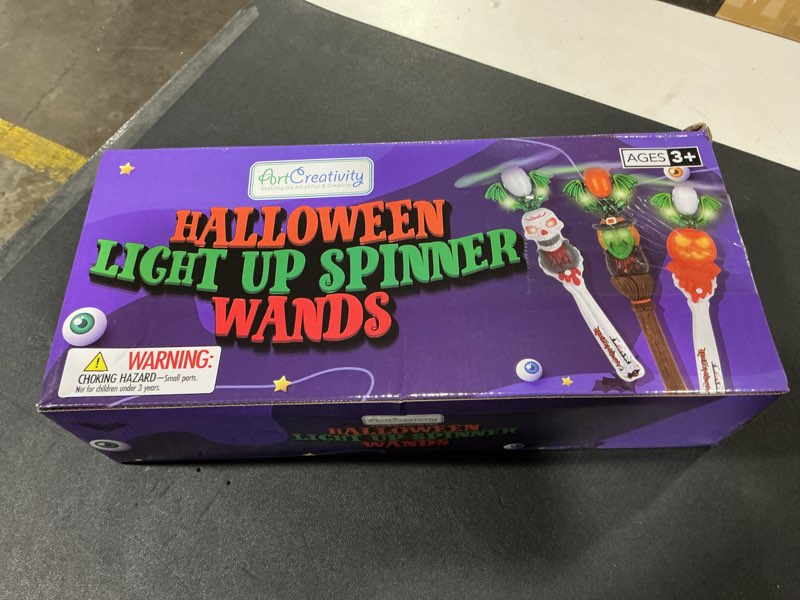 ArtCreativity
Enabling the Art of Fun & Creativity
HALLOWEEN
LIGHT UP SPINNER
WANDS
AGES 3+
WARNING:
CHOKING HAZARD—Small parts.
Not for children under 3 years.
ArtCreativity
HALLOWEEN
LIGHT UP SPINNER
WANDS